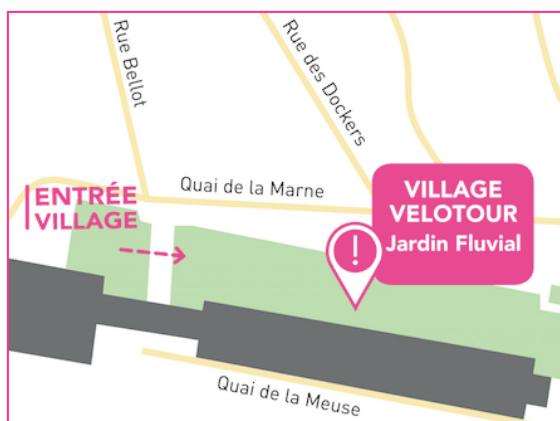 Rue Bellot
Rue des Dockers
Quai de la Marne
ENTRÉE
VILLAGE
VILLAGE
VELOTOUR
Jardin Fluvial
!
Quai de la Meuse